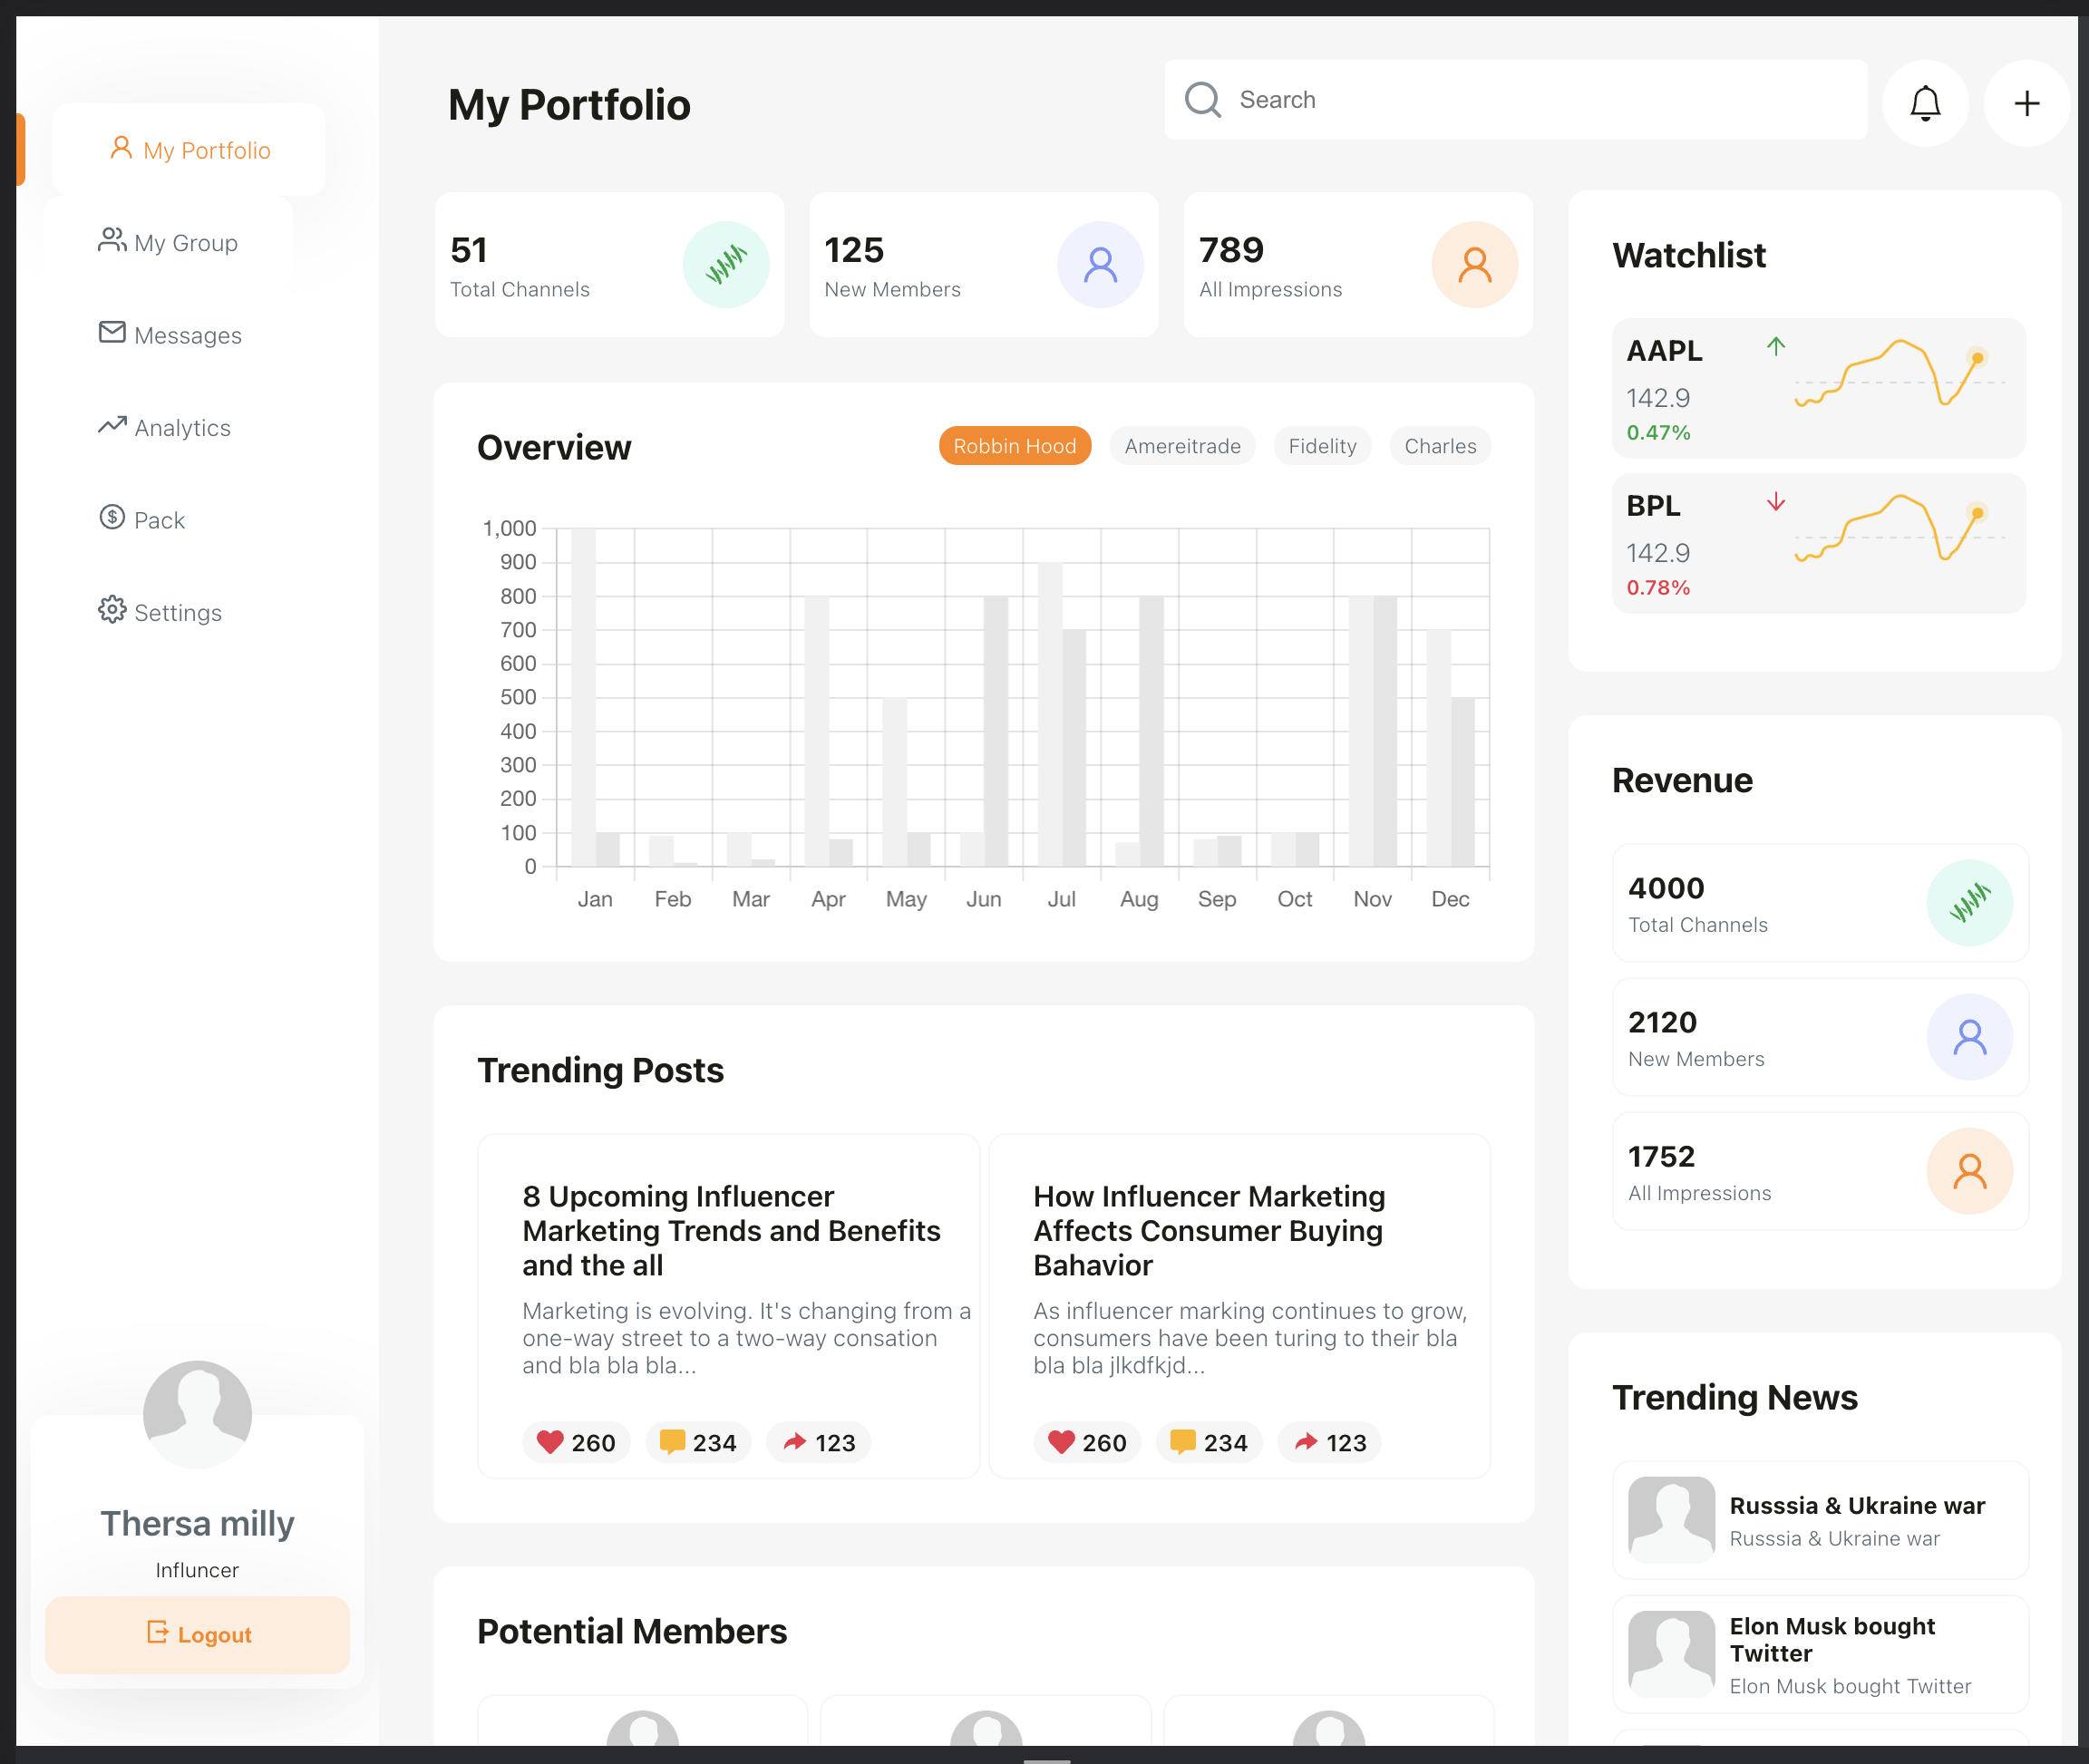 My Portfolio
My Group
Messages
Analytics
Pack
Settings
Thersa milly
Influncer
Logout
My Portfolio
Search
51
Total Channels
125
New Members
789
All Impressions
Overview
Robbin Hood
Amereitrade
Fidelity
Charles
1,000
900
800
700
600
500
400
300
200
100
0
Jan Feb Mar Apr May Jun Jul Aug Sep Oct Nov Dec
Trending Posts
8 Upcoming Influencer
Marketing Trends and Benefits
and the all
Marketing is evolving. It's changing from a
one-way street to a two-way consation
and bla bla bla...
260 234 123
How Influencer Marketing
Affects Consumer Buying
Bahavior
As influencer marking continues to grow,
consumers have been turing to their bla
bla bla jlkdfkjd...
260 234 123
Potential Members
Watchlist
AAPL
142.9
0.47%
BPL
142.9
0.78%
Revenue
4000
Total Channels
2120
New Members
1752
All Impressions
Trending News
Russsia & Ukraine war
Russsia & Ukraine war
Elon Musk bought
Twitter
Elon Musk bought Twitter